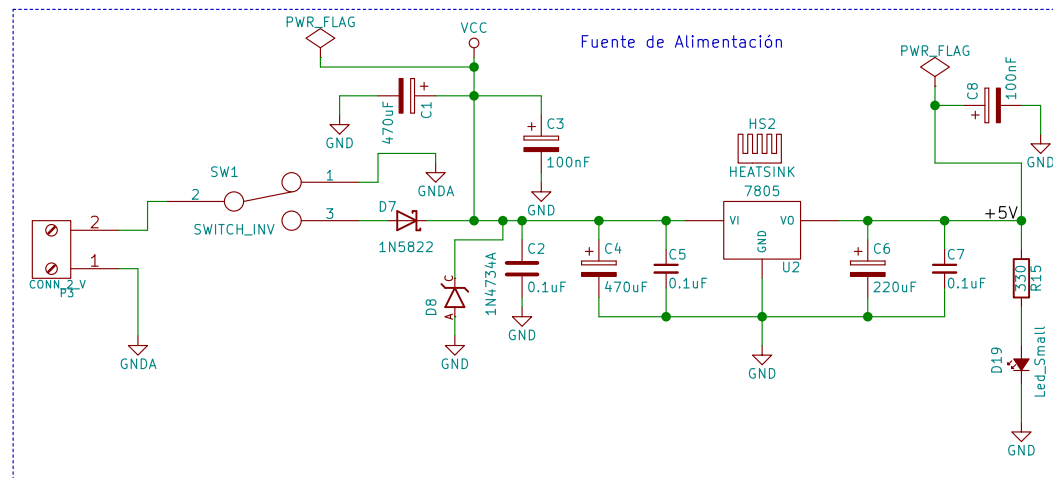 PWR_FLAG
VCC
Fuente de Alimentación
PWR_FLAG
C8
100nF
GND
470uF
C1
GND
C3
100nF
GND
HS2
HEATSINK
7805
VI
VO
GND
U2
SW1
1
2
3
SWITCH_INV
GNDA
D7
1N5822
+5V
2
1
CONN_2_V
P3
GNDA
D8
C
A
1N4734A
GND
C2
0.1uF
GND
C4
470uF
C5
0.1uF
GND
C6
220uF
C7
0.1uF
330
R15
D19
Led_Small
GND